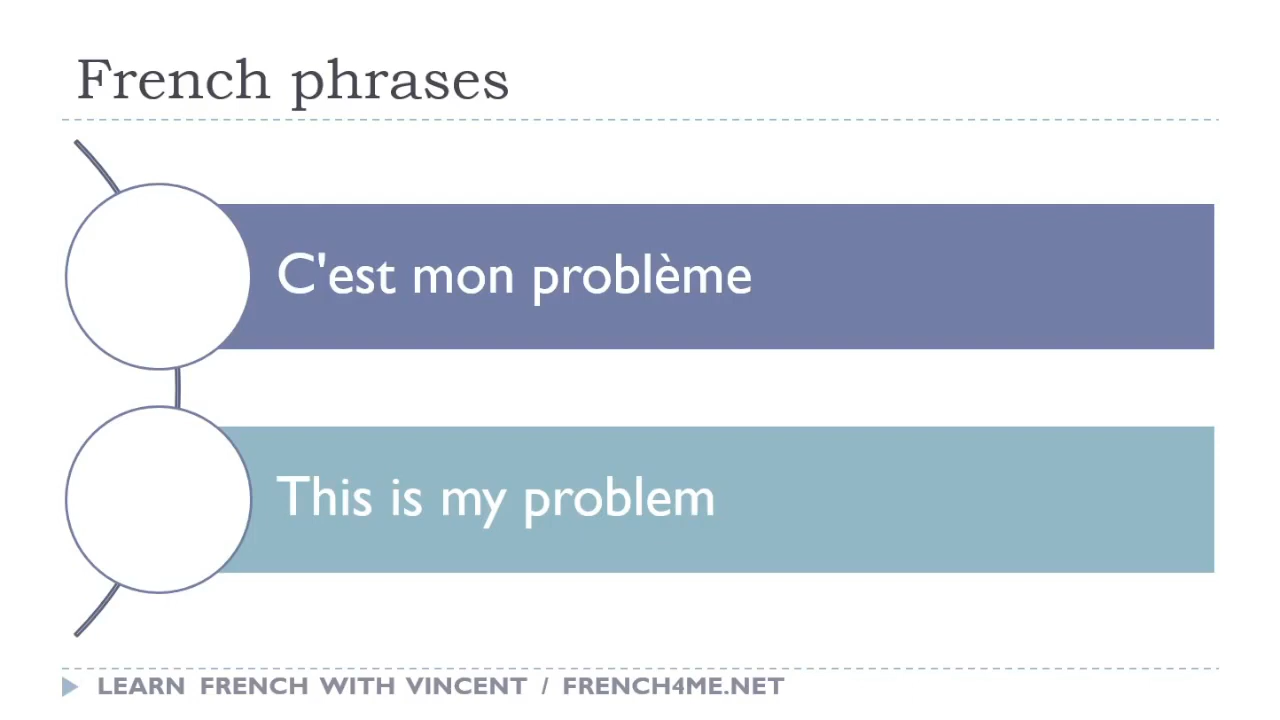 French phrases
C'est mon problème
This is my problem
LEARN FRENCH WITH VINCENT / FRENCH4ME.NET